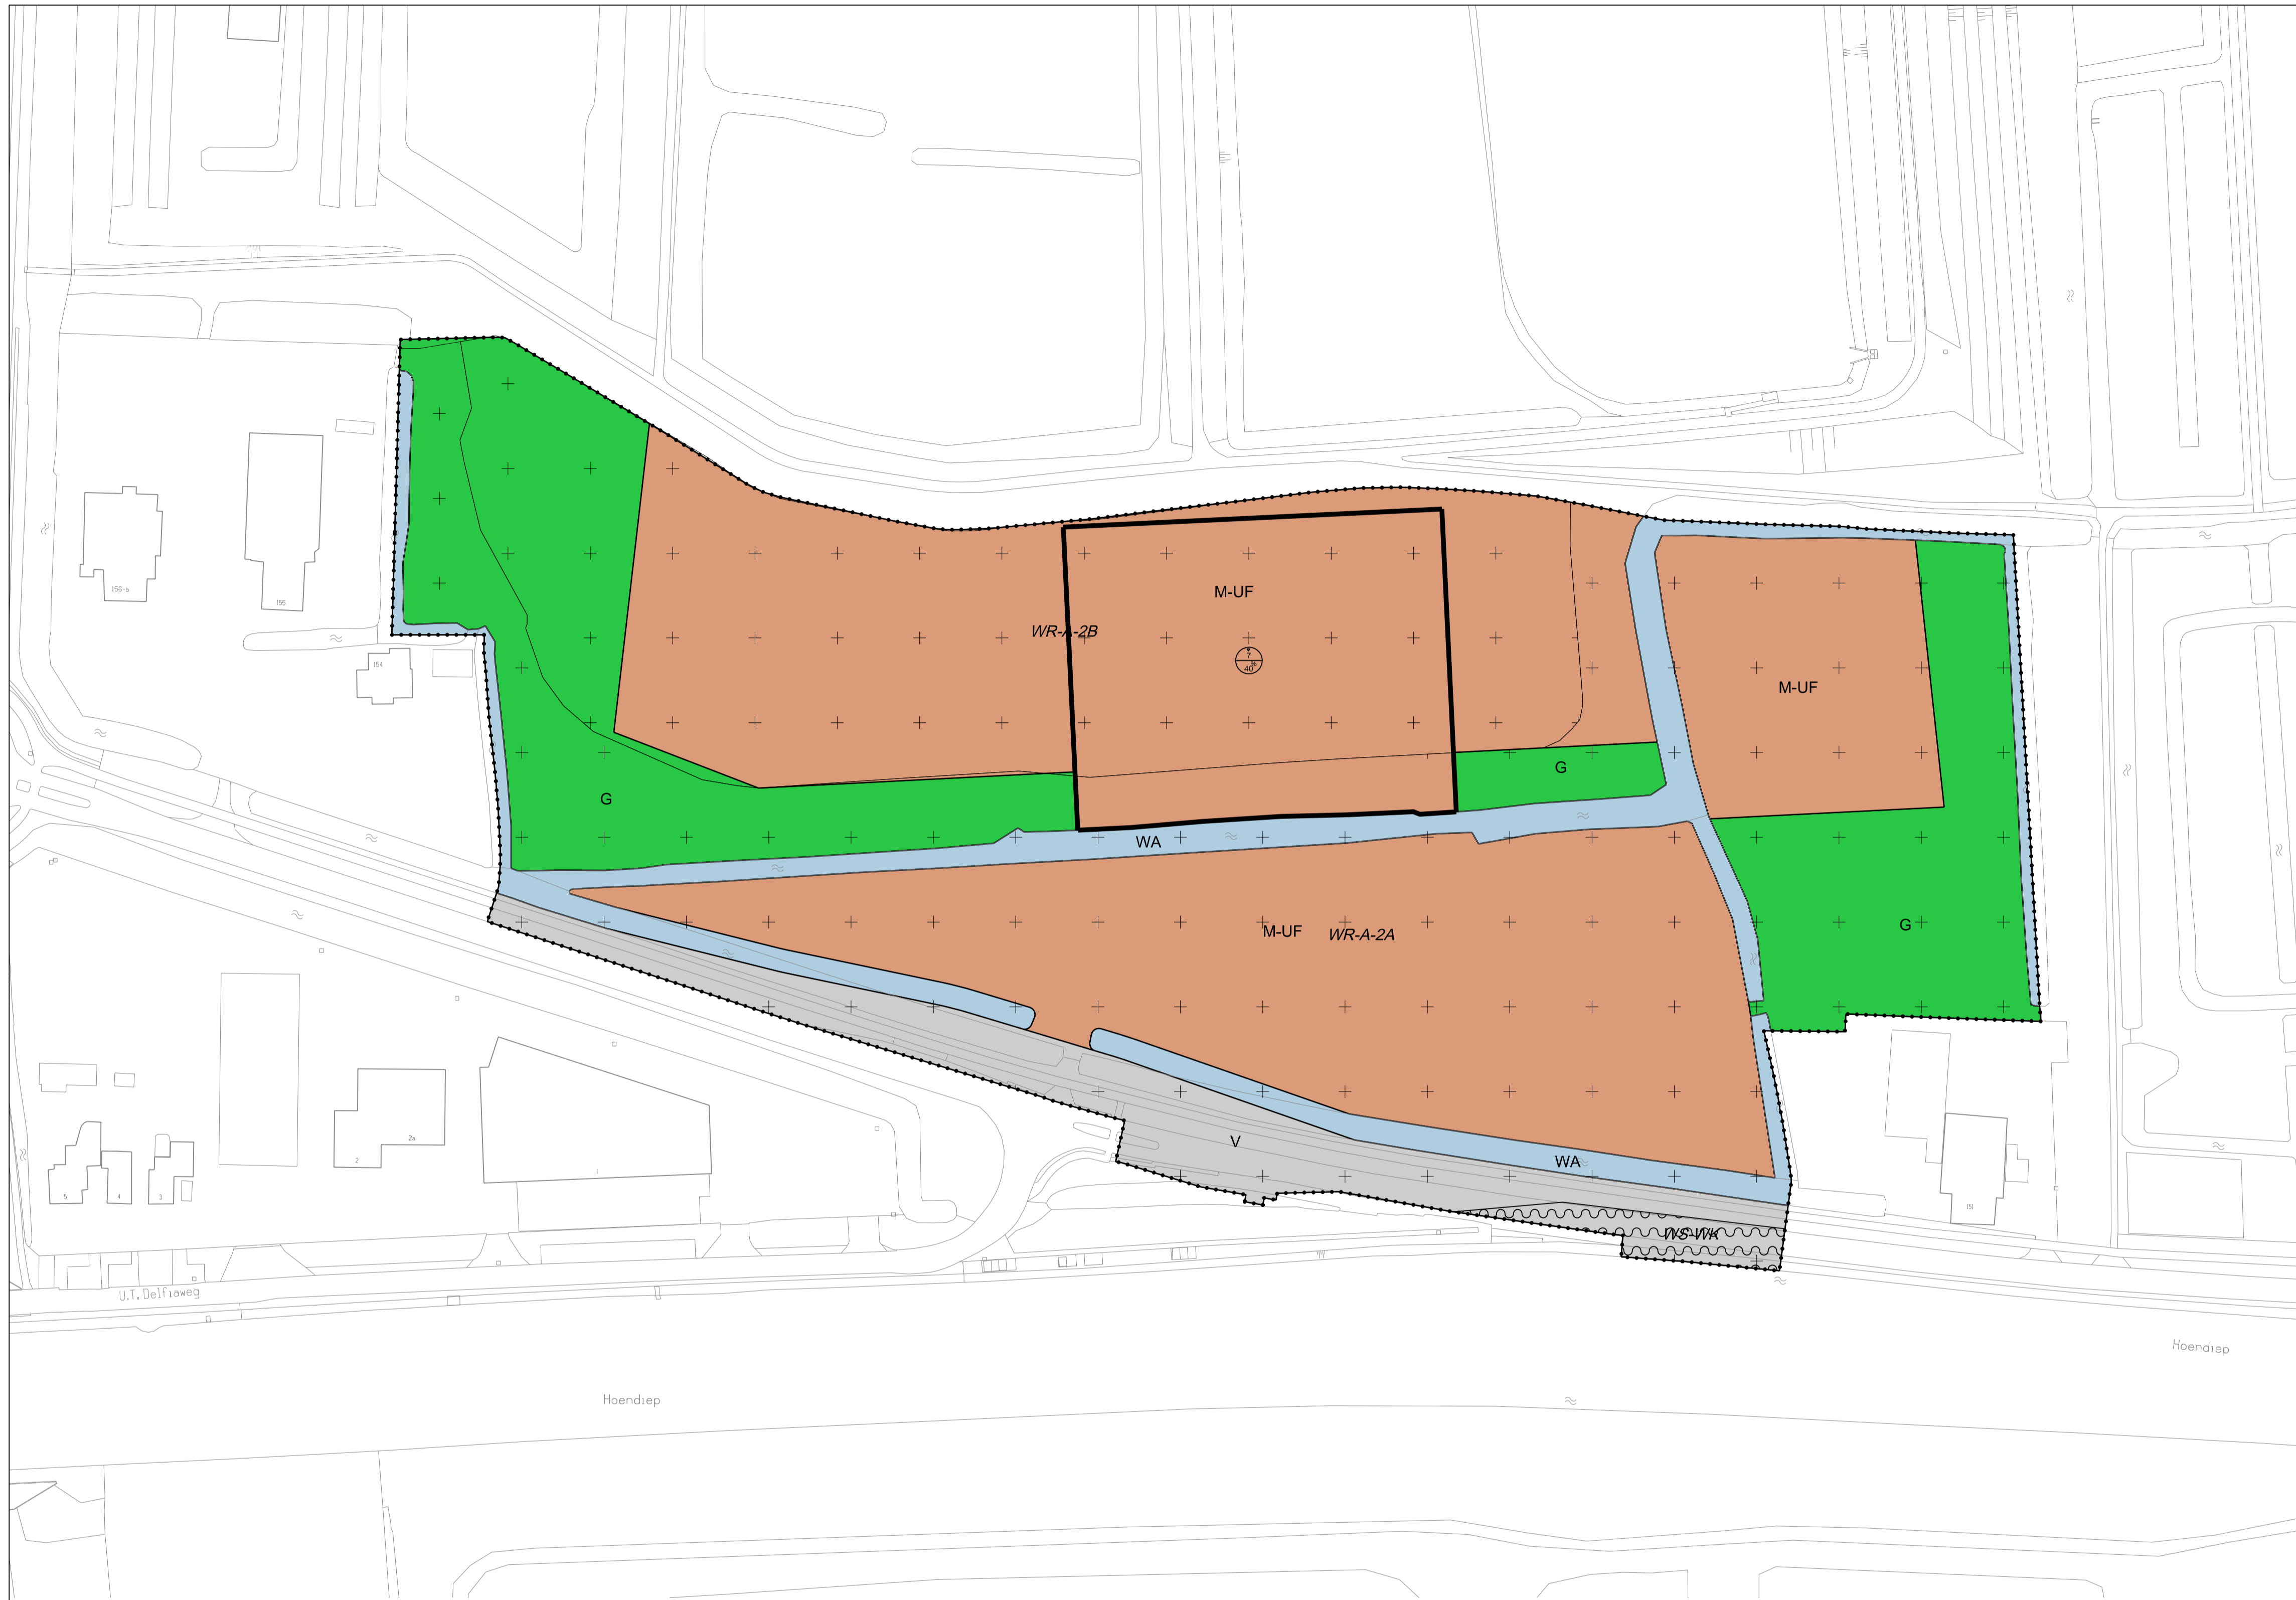 156-b
155
154
M-UF
WR-A-2B
7
40%
M-UF
G
G
WA
M-UF
WR-A-2A
G
V
WA
WS-WK
2a
2
1
5
4
3
151
U.T. Delfiaweg
Hoendiep
Hoendiep